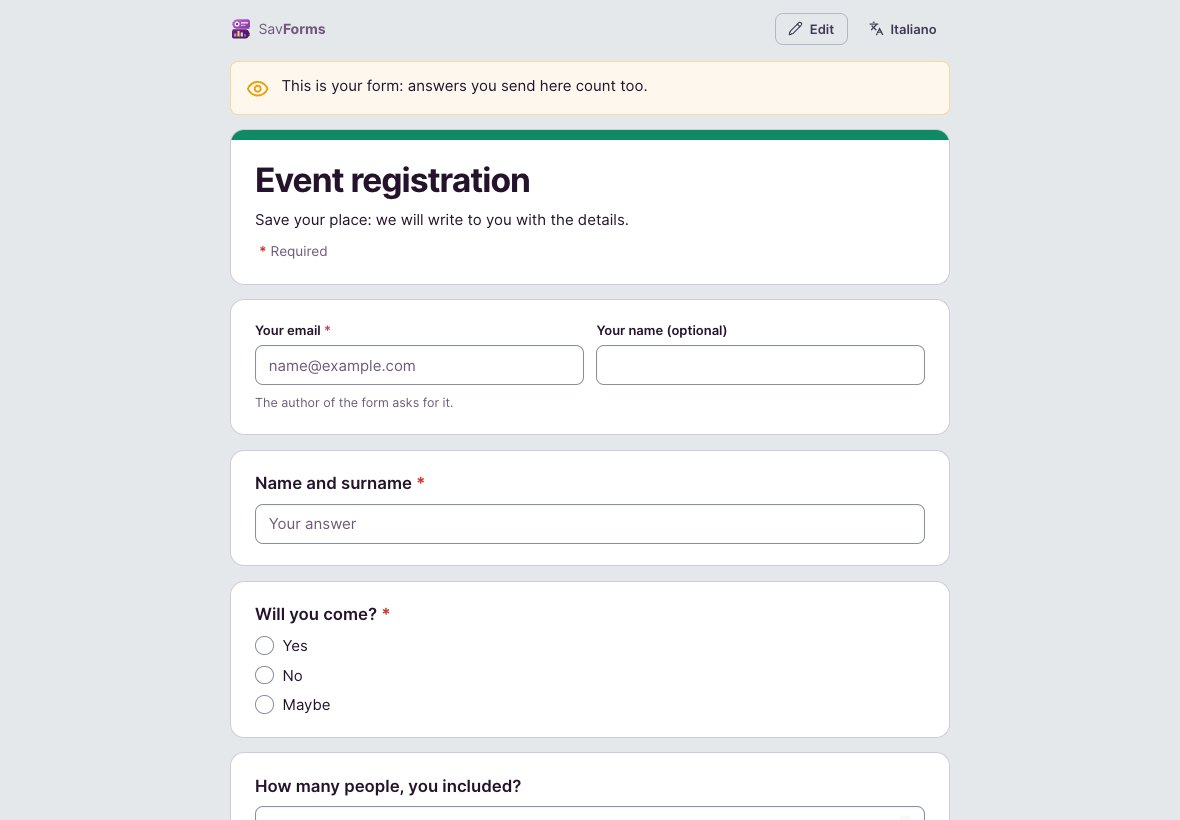 SavForms
Edit
Italiano
This is your form: answers you send here count too.
Event registration
Save your place: we will write to you with the details.
* Required
Your email *
Your name (optional)
name@example.com
The author of the form asks for it.
Name and surname *
Your answer
Will you come? *
Yes
No
Maybe
How many people, you included?